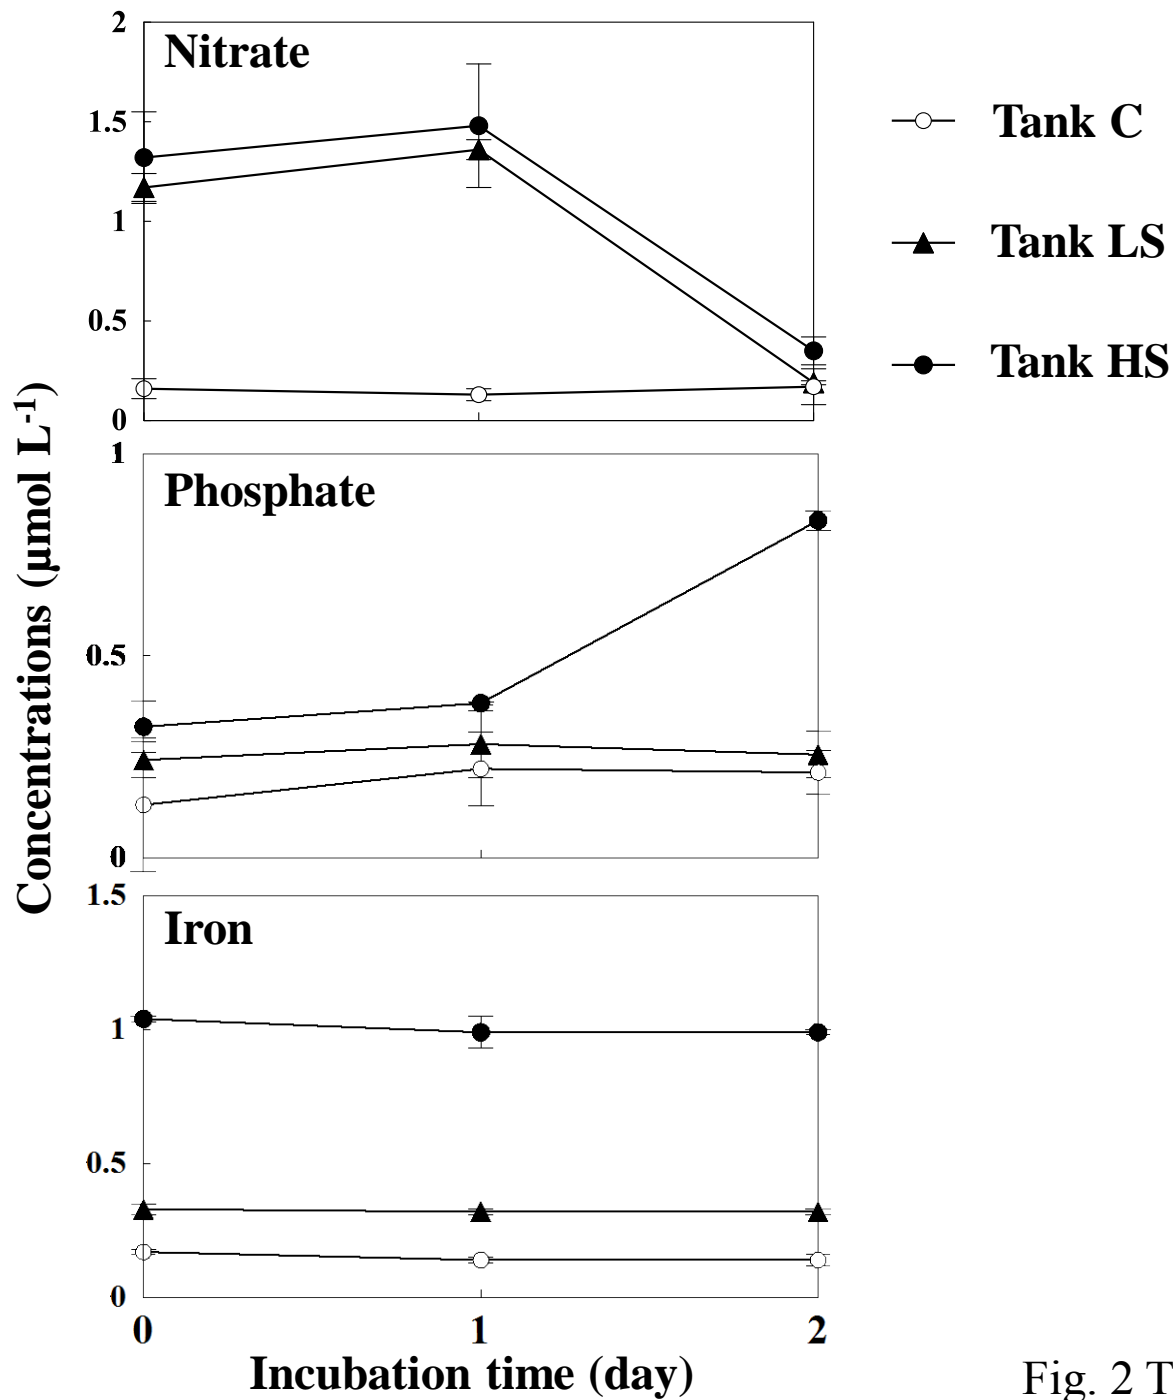 Nitrate
2
1.5
1
0.5
0
Tank C
Tank LS
Tank HS
Phosphate
1
0.5
0
Iron
1.5
1
0.5
0
Concentrations (μmol L-1)
0 1 2
Incubation time (day)
Fig. 2 T